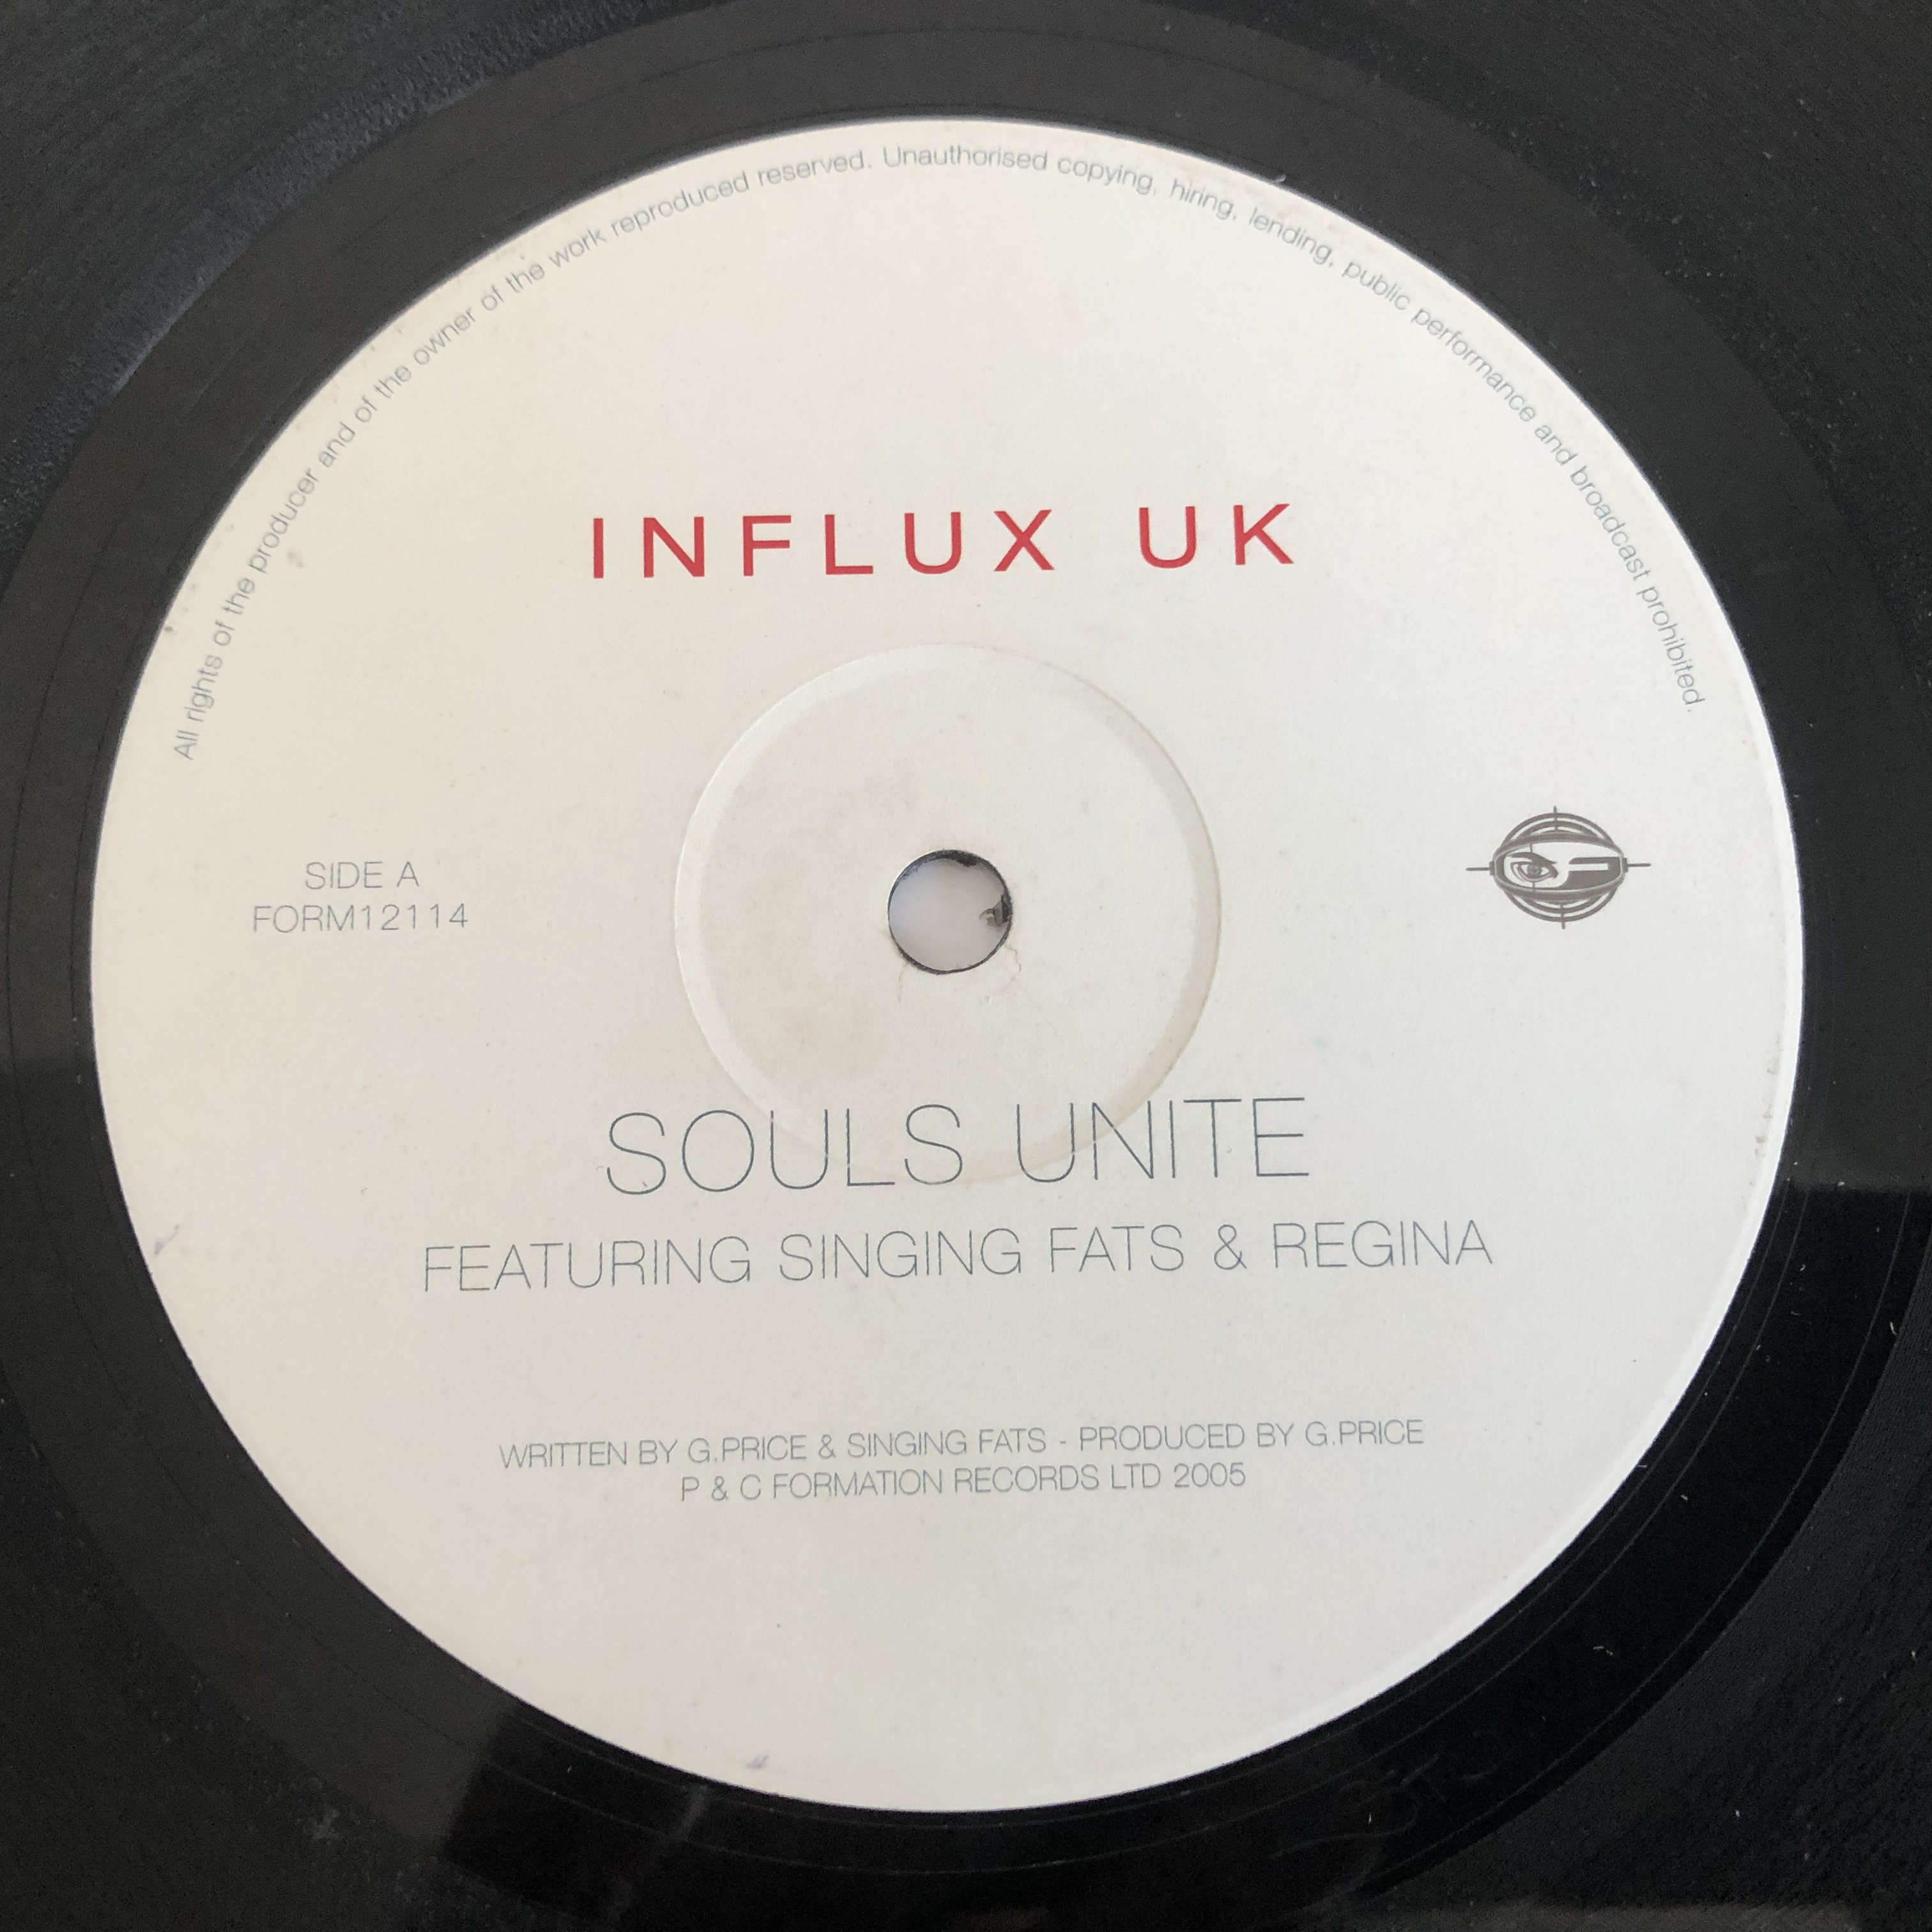 All rights of the producer and of the owner of the work reproduced reserved. Unauthorised copying, hiring, lending, public performance and broadcast prohibited.
INFLUX UK
SIDE A
FORM12114
SOULS UNITE
FEATURING SINGING FATS & REGINA
WRITTEN BY G.PRICE & SINGING FATS - PRODUCED BY G.PRICE
P & C FORMATION RECORDS LTD 2005